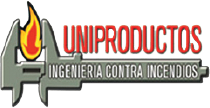 UNIPRODUCTOS
INGENIERIA CONTRA INCENDIOS